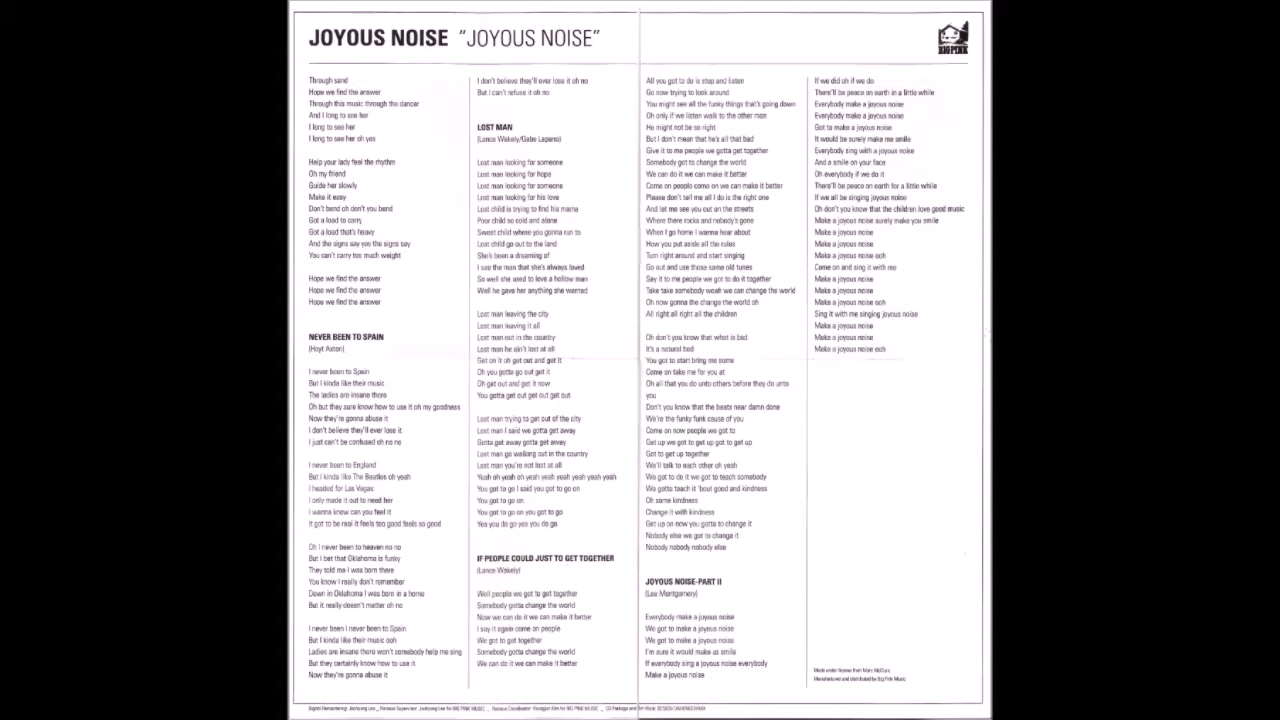 JOYOUS NOISE "JOYOUS NOISE"
BIGPINK
Through sand
Hope we find the answer
Through this music through the dancer
And I long to see her
I long to see her
I long to see her oh yes
Help your lady feel the rhythm
Oh my friend
Guide her slowly
Make it easy
Don't bend oh don't you bend
Got a load to carry
Got a load that's heavy
And the signs say yes the signs say
You can't carry too much weight
Hope we find the answer
Hope we find the answer
Hope we find the answer
NEVER BEEN TO SPAIN
(Hoyt Axton)
I never been to Spain
But I kinda like their music
The ladies are insane there
Oh but they sure know how to use it oh my goodness
Now they're gonna abuse it
I don't believe they'll ever lose it
I just can't be confused oh no no
I never been to England
But I kinda like The Beatles oh yeah
I headed for Las Vegas
I only made it out to need her
I wanna know can you feel it
It got to be real it feels too good feels so good
Oh I never been to heaven no no
But I bet that Oklahoma is funky
They told me I was born there
You know I really don't remember
Down in Oklahoma I was born in a home
But it really doesn't matter oh no
I never been I never been to Spain
But I kinda like their music ooh
Ladies are insane there won't somebody help me sing
But they certainly know how to use it
Now they're gonna abuse it
I don't believe they'll ever lose it oh no
But I can't refuse it oh no
LOST MAN
(Lance Wakely/Gabe Lapano)
Lost man looking for someone
Lost man looking for hope
Lost man looking for someone
Lost man looking for his love
Lost child is trying to find his mama
Poor child so cold and alone
Sweet child where you gonna run to
Lost child go out to the land
She's been a dreaming of
I see the man that she's always loved
So well she used to love a hollow man
Well he gave her anything she wanted
Lost man leaving the city
Lost man leaving it all
Lost man out in the country
Lost man he ain't lost at all
Get on it oh get out and get it
Oh you gotta go out get it
Oh get out and get it now
You gotta get out get out get out
Lost man trying to get out of the city
Lost man I said we gotta get away
Gotta get away gotta get away
Lost man go walking out in the country
Lost man you're not lost at all
Yeah oh yeah oh yeah yeah yeah yeah yeah yeah
You got to go I said you got to go on
You got to go on
You got to go on you got to go
Yes you do go yes you do go
IF PEOPLE COULD JUST TO GET TOGETHER
(Lance Wakely)
Well people we got to get together
Somebody gotta change the world
Now we can do it we can make it better
I say it again come on people
We got to get together
Somebody gotta change the world
We can do it we can make it better
All you got to do is stop and listen
Go now trying to look around
You might see all the funky things that's going down
Oh only if we listen walk to the other man
He might not be so right
But I don't mean that he's all that bad
Give it to me people we gotta get together
Somebody got to change the world
We can do it we can make it better
Come on people come on we can make it better
Please don't tell me all I do is the right one
And let me see you out on the streets
Where there rocks and nobody's gone
When I go home I wanna hear about
How you put aside all the rules
Turn right around and start singing
Go out and use those same old tunes
Say it to me people we got to do it together
Take take somebody woah we can change the world
Oh now gonna the change the world oh
All right all right all the children
Oh don't you know that what is bad
It's a natural bad
You got to start bring me some
Come on take me for you at
Oh all that you do unto others before they do unto
you
Don't you know that the beats near damn done
We're the funky funk cause of you
Come on now people we got to
Get up we got to get up got to get up
Got to get up together
We'll talk to each other oh yeah
We got to do it we got to teach somebody
We gotta teach it 'bout good and kindness
Oh some kindness
Change it with kindness
Get up on now you gotta to change it
Nobody else we got to change it
Nobody nobody nobody else
JOYOUS NOISE-PART II
(Lee Montgomery)
Everybody make a joyous noise
We got to make a joyous noise
We got to make a joyous noise
I'm sure it would make us smile
If everybody sing a joyous noise everybody
Make a joyous noise
If we did oh if we do
There'll be peace on earth in a little while
Everybody make a joyous noise
Everybody make a joyous noise
Got to make a joyous noise
It would be surely make me smile
Everybody sing with a joyous noise
And a smile on your face
Oh everybody if we do it
There'll be peace on earth for a little while
If we all be singing joyous noise
Oh don't you know that the children love good music
Make a joyous noise surely make you smile
Make a joyous noise
Make a joyous noise
Make a joyous noise ooh
Come on and sing it with me
Make a joyous noise
Make a joyous noise
Make a joyous noise ooh
Sing it with me singing joyous noise
Make a joyous noise
Make a joyous noise
Make a joyous noise ooh
Made under license from Marc McClure
Manufactured and distributed by Big Pink Music
Digital Remastering: Jaehyung Lee _ Reissue Supervisor: Jaehyung Lee for BIG PINK MUSIC _ Reissue Coordinator: Youngjun Kim for BIG PINK MUSIC _ CD Package and Art Work: DESIGN